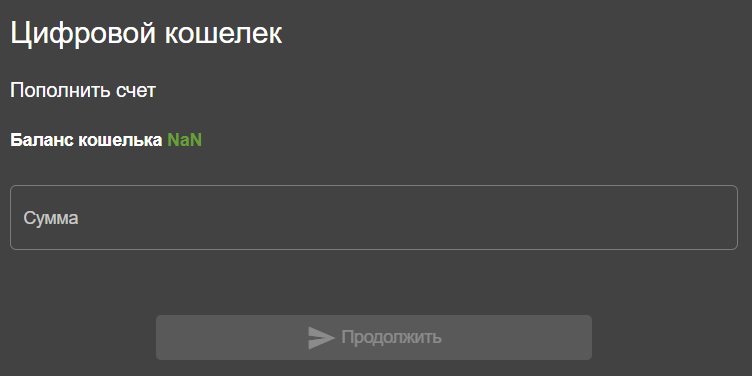 Цифровой кошелек
Пополнить счет
Баланс кошелька NaN
Сумма
Продолжить